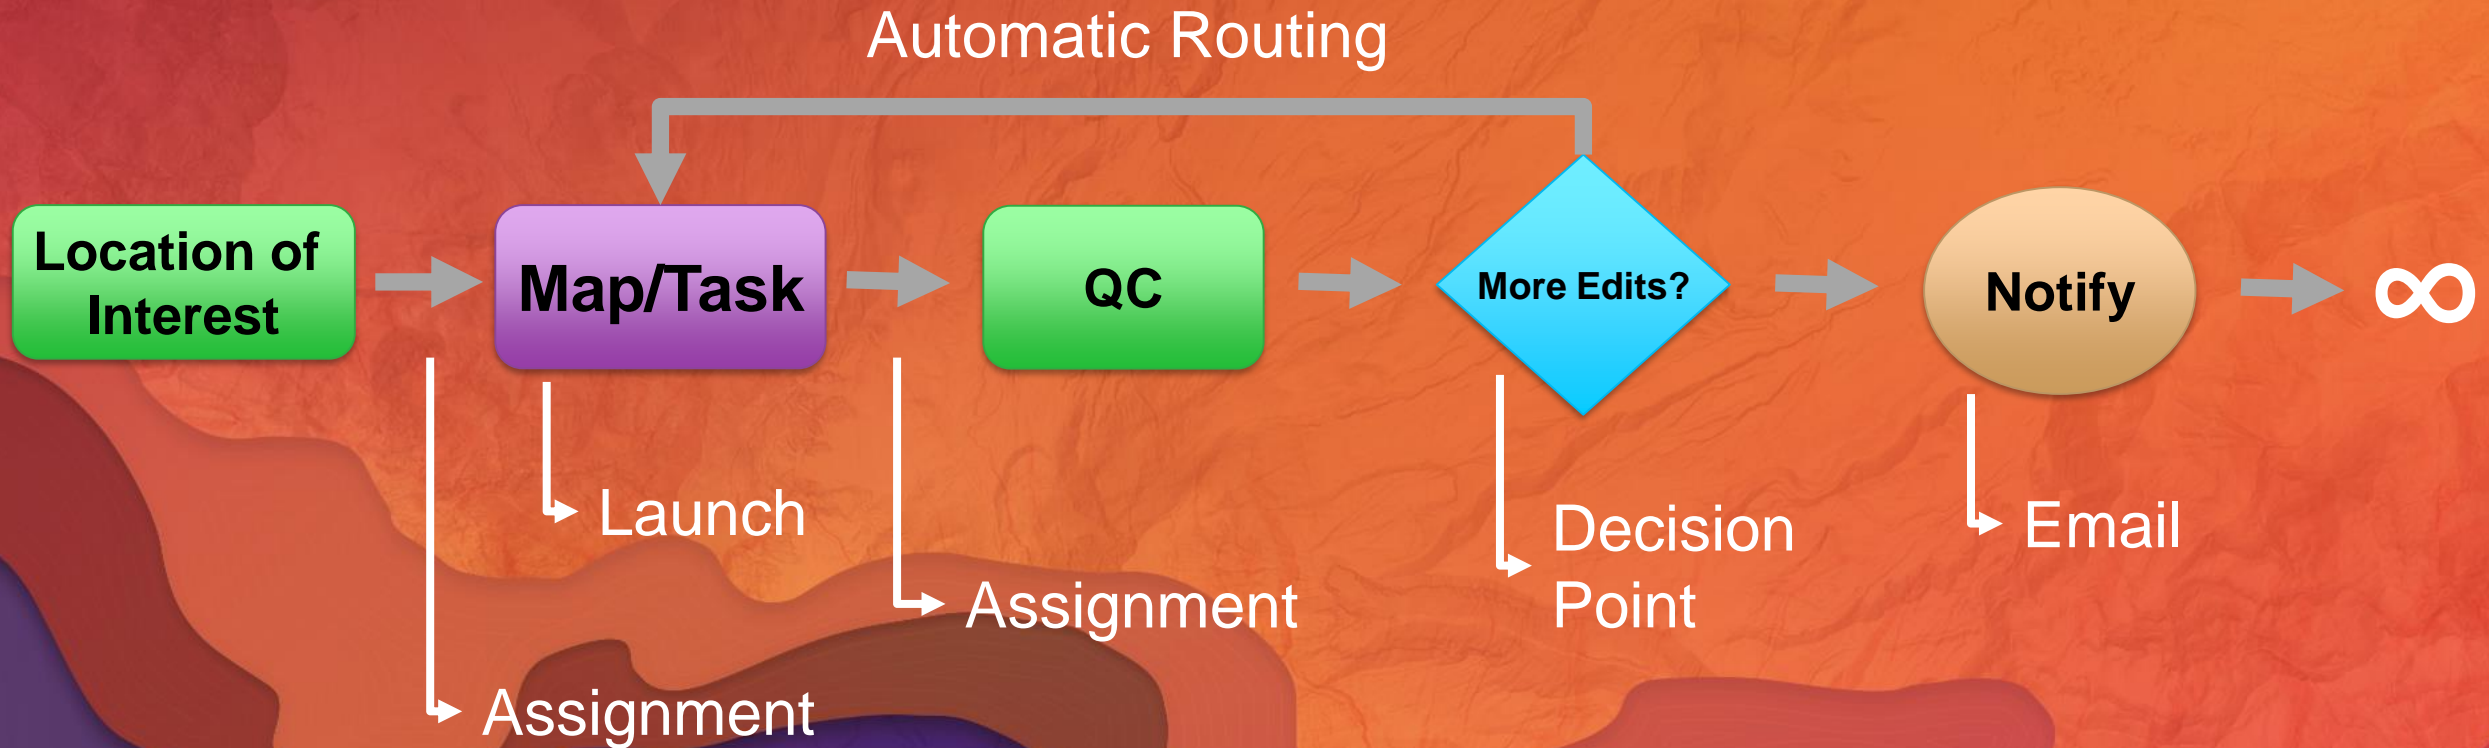 Automatic Routing
Location of
Interest
Map/Task
QC
More Edits?
Notify
∞
Launch
Decision
Point
Email
Assignment
Assignment